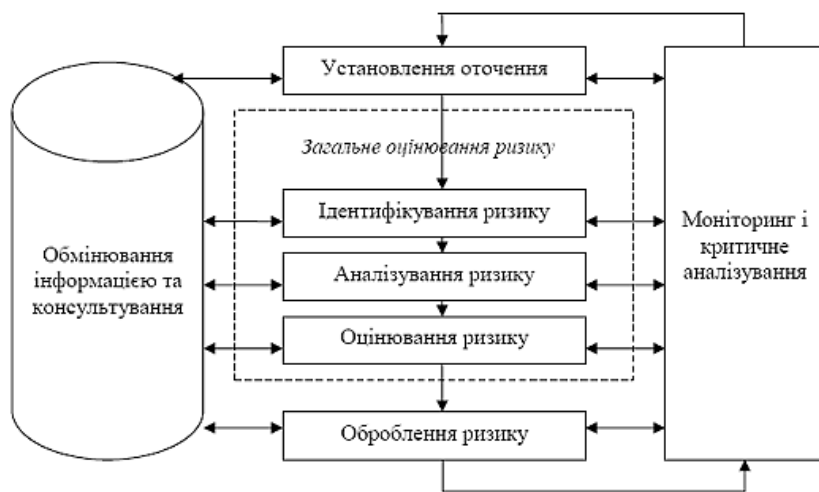 Установлення оточення
Загальне оцінювання ризику
Ідентифікування ризику
Аналізування ризику
Оцінювання ризику
Оброблення ризику
Обмінювання
інформацією та
консультування
Моніторинг і
критичне
аналізування